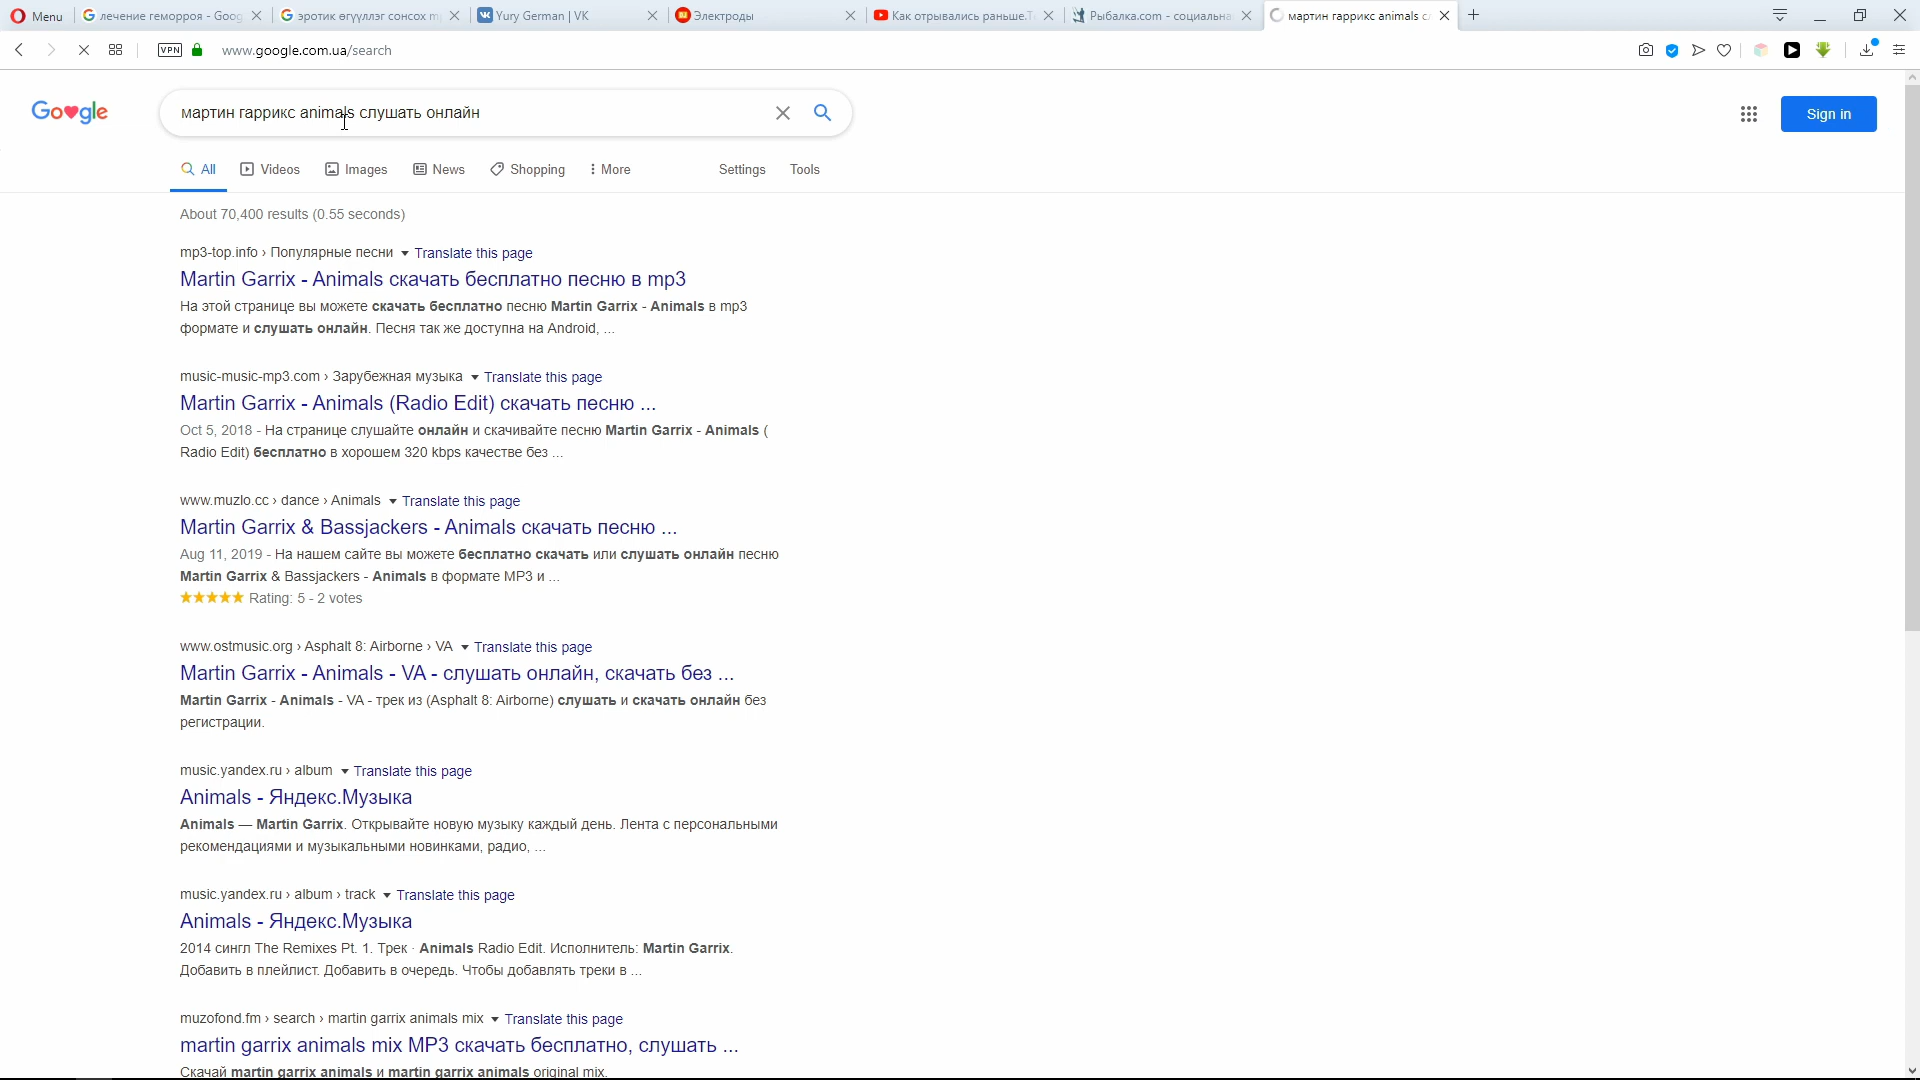 Menu
лечение геморроя - Goog
эротик өгүүллэг сонсох m
Yury German | VK
Электроды
Как отрывались раньше.Т
Рыбалка.com - социальна
мартин гаррикс animals сл
VPN
www.google.com.ua/search
Google
мартин гаррикс animals слушать онлайн
Sign in
All
Videos
Images
News
Shopping
More
Settings
Tools
About 70,400 results (0.55 seconds)
mp3-top.info › Популярные песни Translate this page
Martin Garrix - Animals скачать бесплатно песню в mp3
На этой странице вы можете скачать бесплатно песню Martin Garrix - Animals в mp3
формате и слушать онлайн. Песня так же доступна на Android, ...
music-music-mp3.com › Зарубежная музыка Translate this page
Martin Garrix - Animals (Radio Edit) скачать песню ...
Oct 5, 2018 - На странице слушайте онлайн и скачивайте песню Martin Garrix - Animals (
Radio Edit) бесплатно в хорошем 320 kbps качестве без ...
www.muzlo.cc › dance › Animals Translate this page
Martin Garrix & Bassjackers - Animals скачать песню ...
Aug 11, 2019 - На нашем сайте вы можете бесплатно скачать или слушать онлайн песню
Martin Garrix & Bassjackers - Animals в формате MP3 и ...
Rating: 5 - 2 votes
www.ostmusic.org › Asphalt 8: Airborne › VA Translate this page
Martin Garrix - Animals - VA - слушать онлайн, скачать без ...
Martin Garrix - Animals - VA - трек из (Asphalt 8: Airborne) слушать и скачать онлайн без
регистрации.
music.yandex.ru › album Translate this page
Animals - Яндекс.Музыка
Animals — Martin Garrix. Открывайте новую музыку каждый день. Лента с персональными
рекомендациями и музыкальными новинками, радио, ...
music.yandex.ru › album › track Translate this page
Animals - Яндекс.Музыка
2014 сингл The Remixes Pt. 1. Трек · Animals Radio Edit. Исполнитель: Martin Garrix.
Добавить в плейлист. Добавить в очередь. Чтобы добавлять треки в ...
muzofond.fm › search › martin garrix animals mix Translate this page
martin garrix animals mix MP3 скачать бесплатно, слушать ...
Скачай martin garrix animals и martin garrix animals original mix.